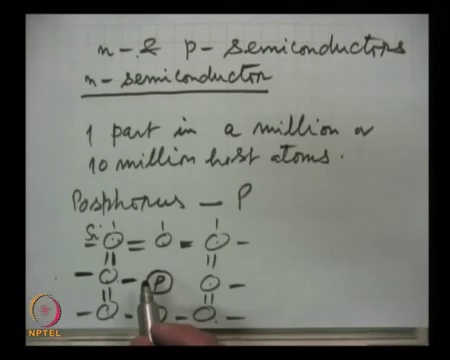 n- & p- semiconductors
n- semiconductor
1 part in a million or
10 million host atoms.
Posphorus — P
Si
P
NPTEL